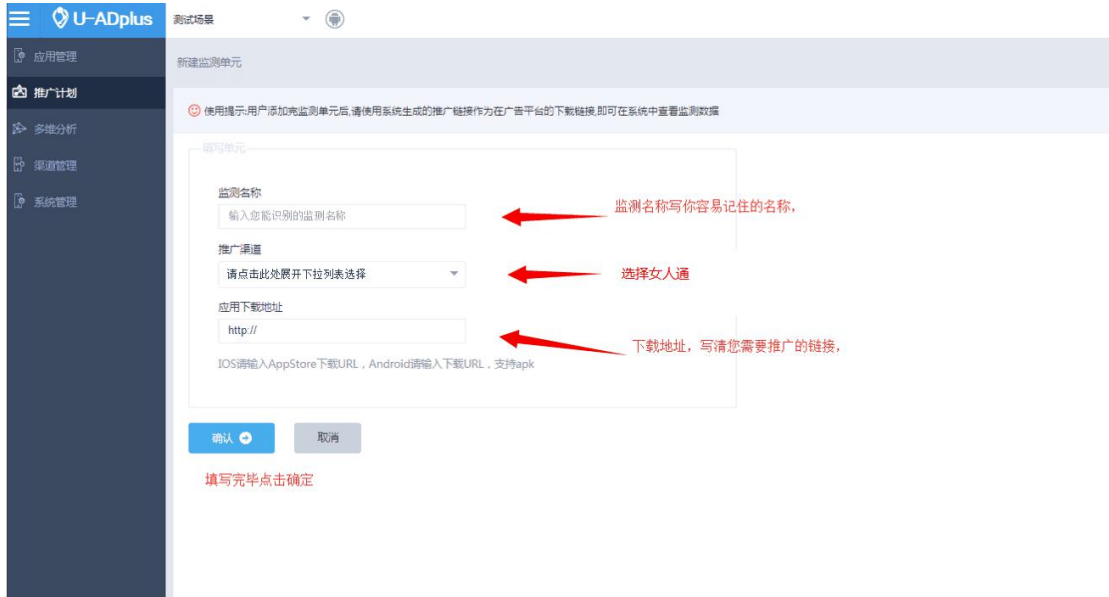 U-ADplus
测试场景
应用管理
推广计划
多维分析
渠道管理
系统管理
新建监测单元
使用提示:用户添加完监测单元后,请使用系统生成的推广链接作为在广告平台的下载链接,即可在系统中查看监测数据
填写单元
监测名称
输入您能识别的监测名称
监测名称写你容易记住的名称，
推广渠道
请点击此处展开下拉列表选择
选择女人通
应用下载地址
http://
下载地址，写清您需要推广的链接，
IOS请输入AppStore下载URL，Android请输入下载URL，支持apk
确认
取消
填写完毕点击确定